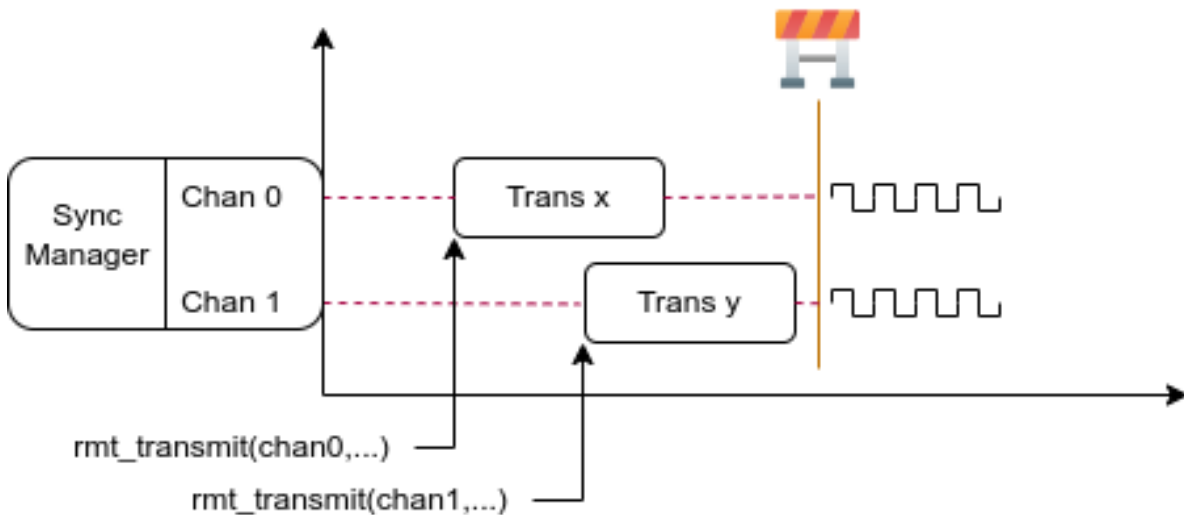 Sync
Manager
Chan 0
Chan 1
Trans x
Trans y
rmt_transmit(chan0,...)
rmt_transmit(chan1,...)